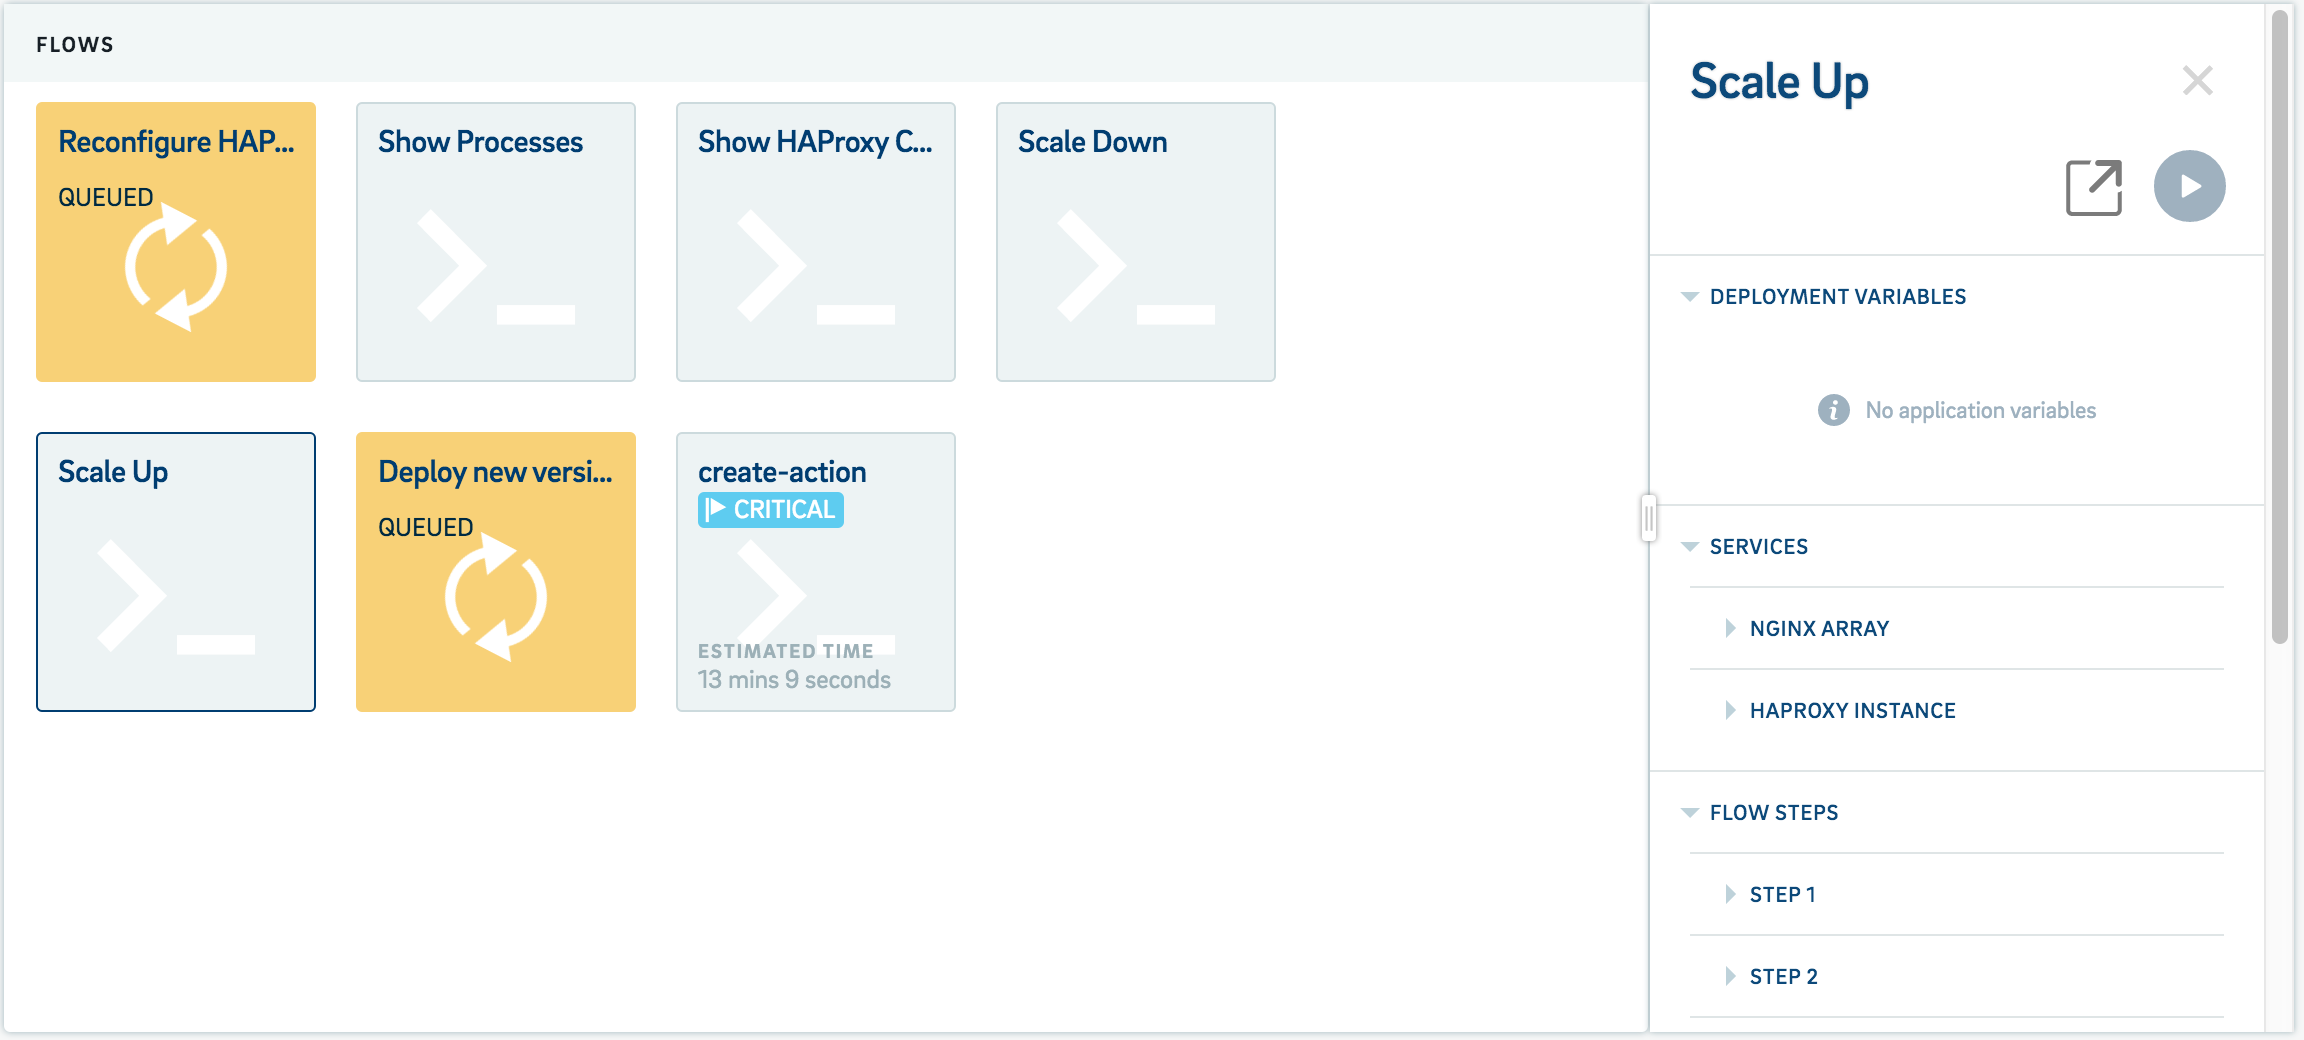 FLOWS
Reconfigure HAP...
QUEUED
Show Processes
Show HAProxy C...
Scale Down
Scale Up
Deploy new versi...
QUEUED
create-action
CRITICAL
ESTIMATED TIME
13 mins 9 seconds
Scale Up
DEPLOYMENT VARIABLES
No application variables
SERVICES
NGINX ARRAY
HAPROXY INSTANCE
FLOW STEPS
STEP 1
STEP 2